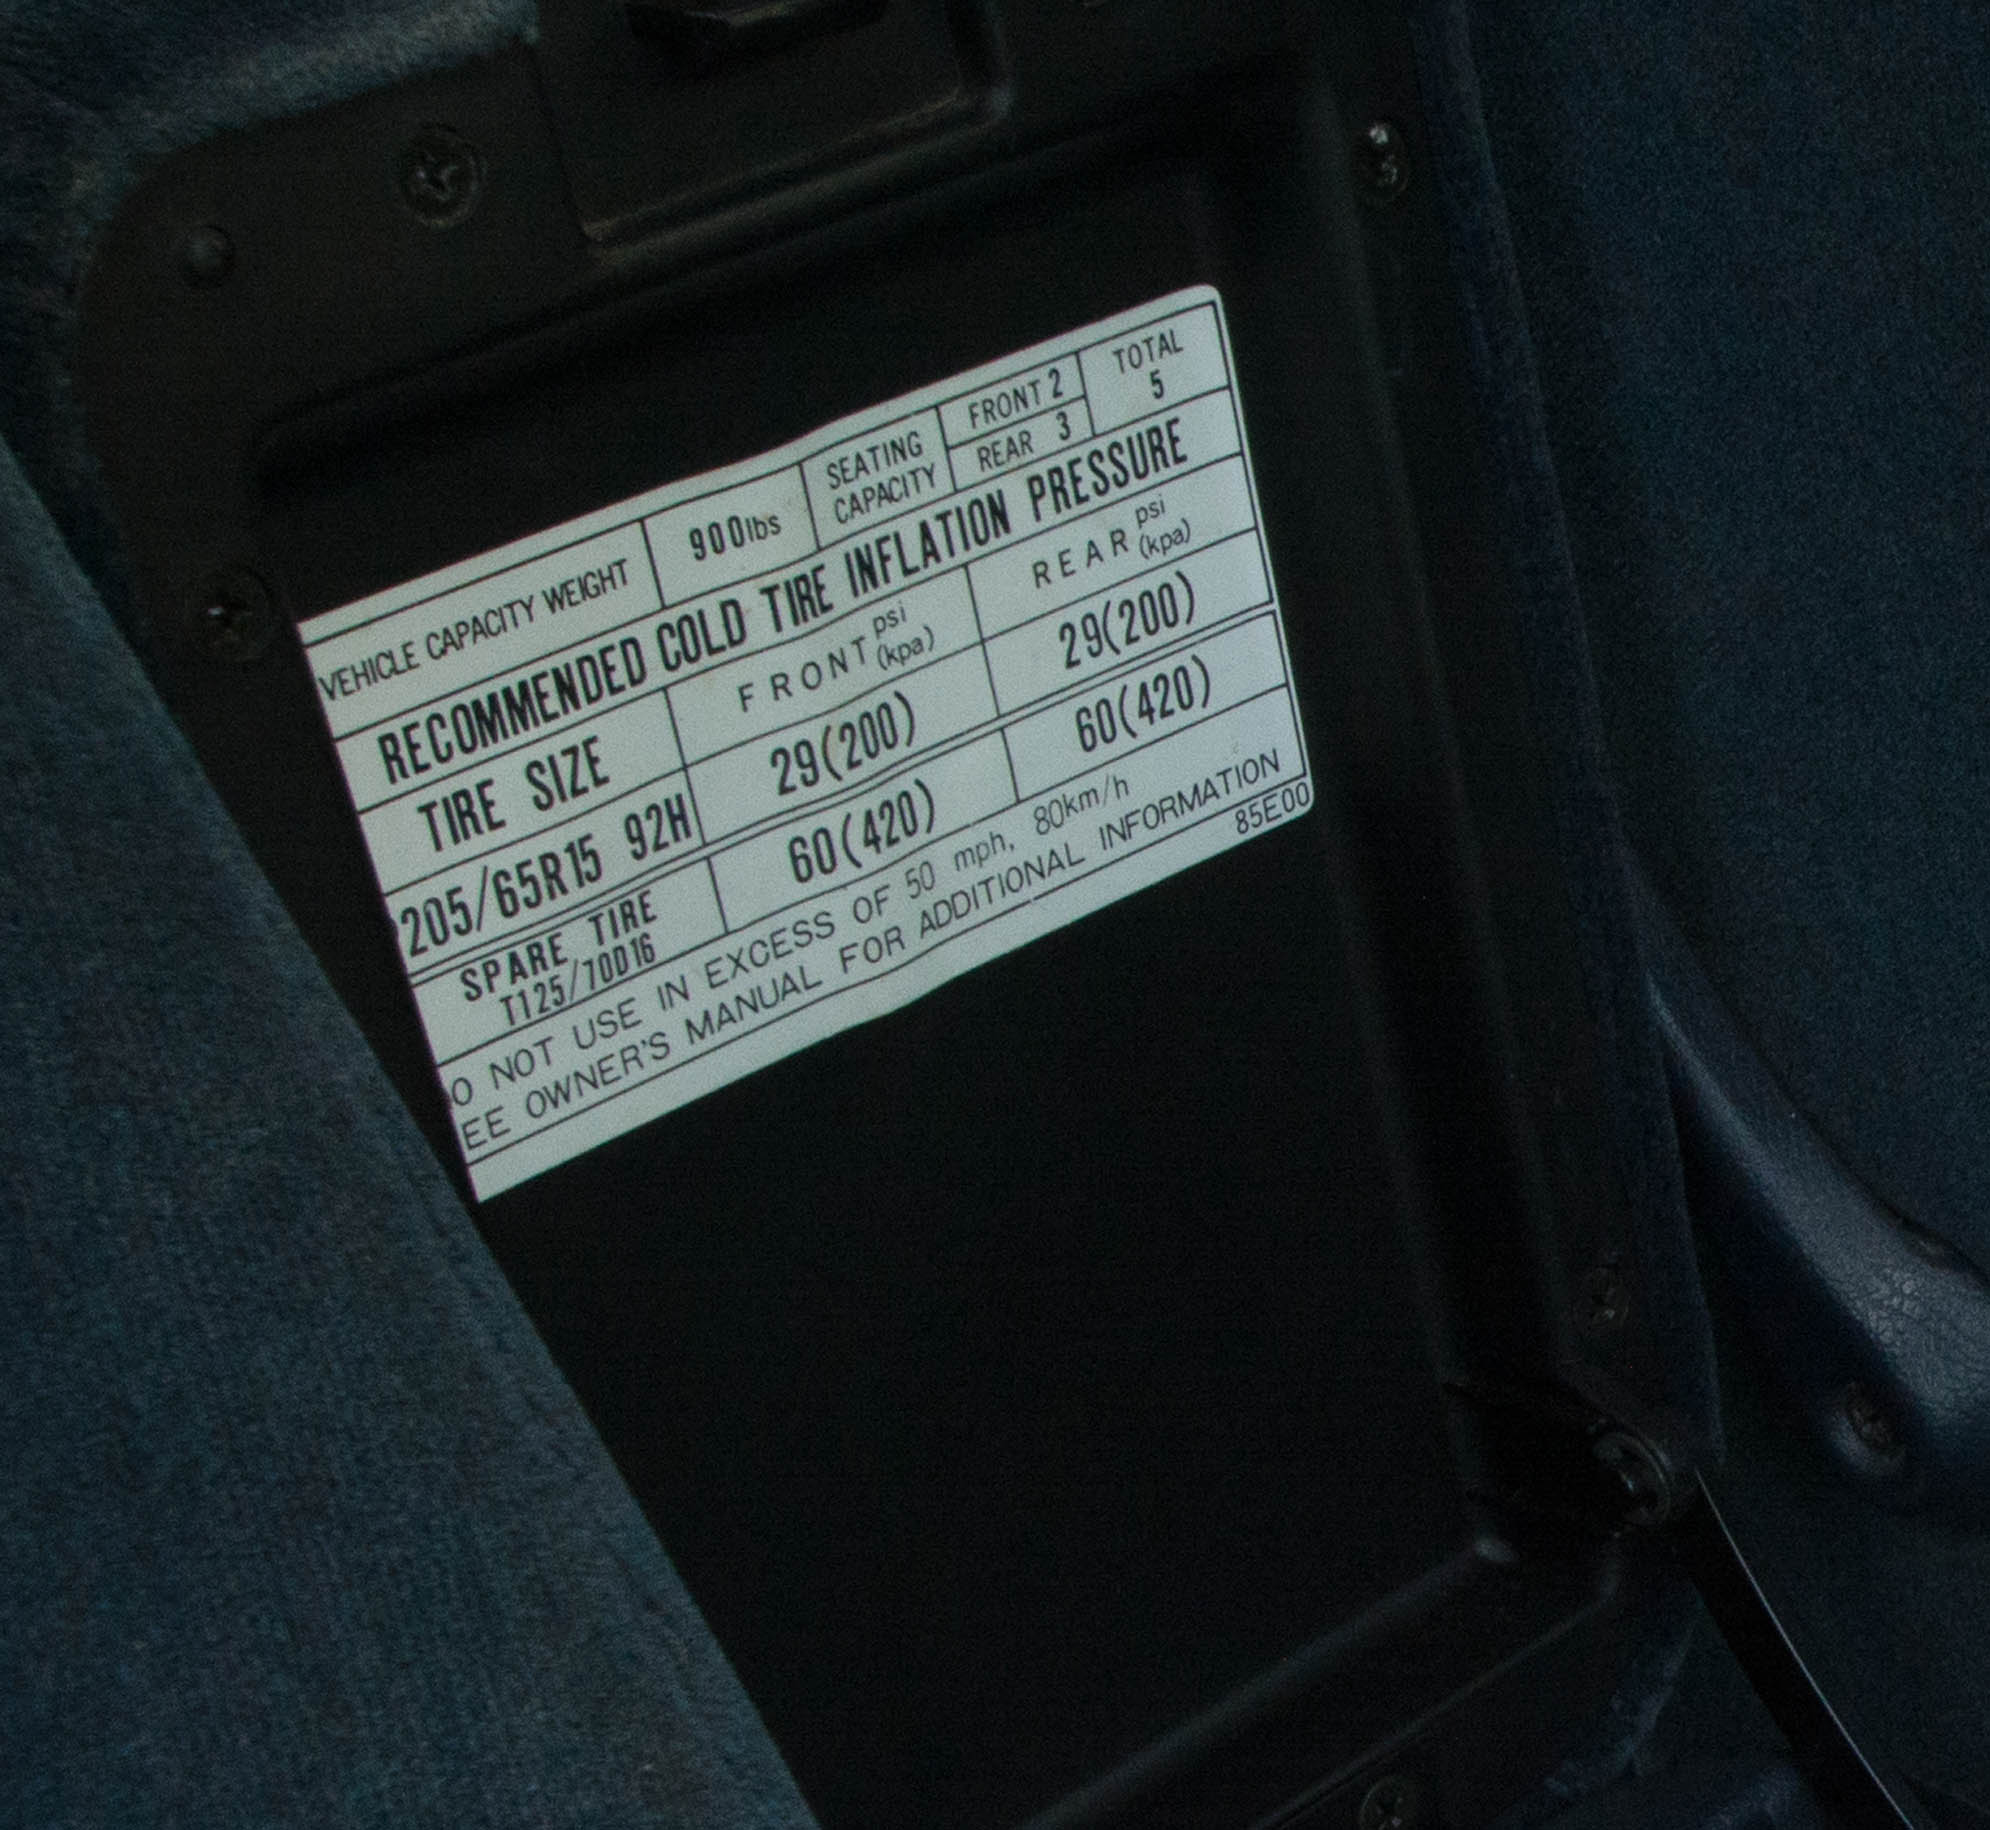 VEHICLE CAPACITY WEIGHT 900lbs SEATING CAPACITY FRONT 2 REAR 3 TOTAL 5
RECOMMENDED COLD TIRE INFLATION PRESSURE
TIRE SIZE FRONT psi (kpa) REAR psi (kpa)
205/65R15 92H 29(200) 29(200)
SPARE TIRE T125/70D16 60(420) 60(420)
O NOT USE IN EXCESS OF 50 mph, 80km/h
EE OWNER'S MANUAL FOR ADDITIONAL INFORMATION
85E00